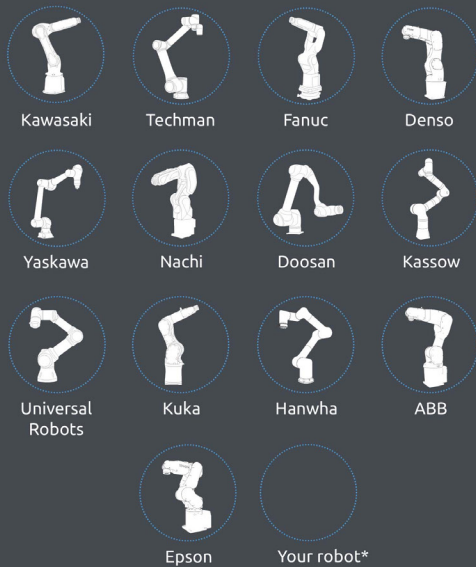 Kawasaki
Techman
Fanuc
Denso
Yaskawa
Nachi
Doosan
Kassow
Universal
Robots
Kuka
Hanwha
ABB
Epson
Your robot*